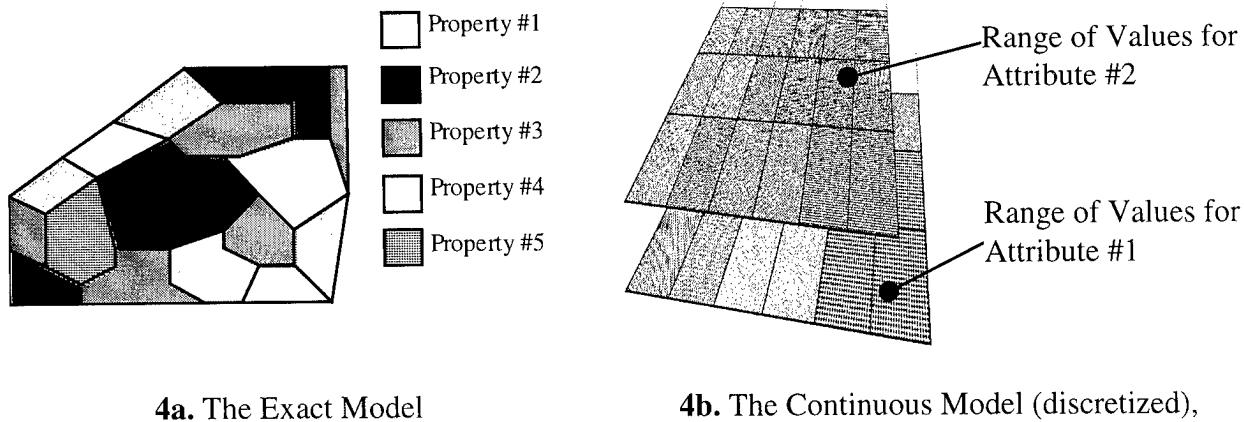 Property #1
Property #2
Property #3
Property #4
Property #5
Range of Values for
Attribute #2
Range of Values for
Attribute #1
4a. The Exact Model
4b. The Continuous Model (discretized),